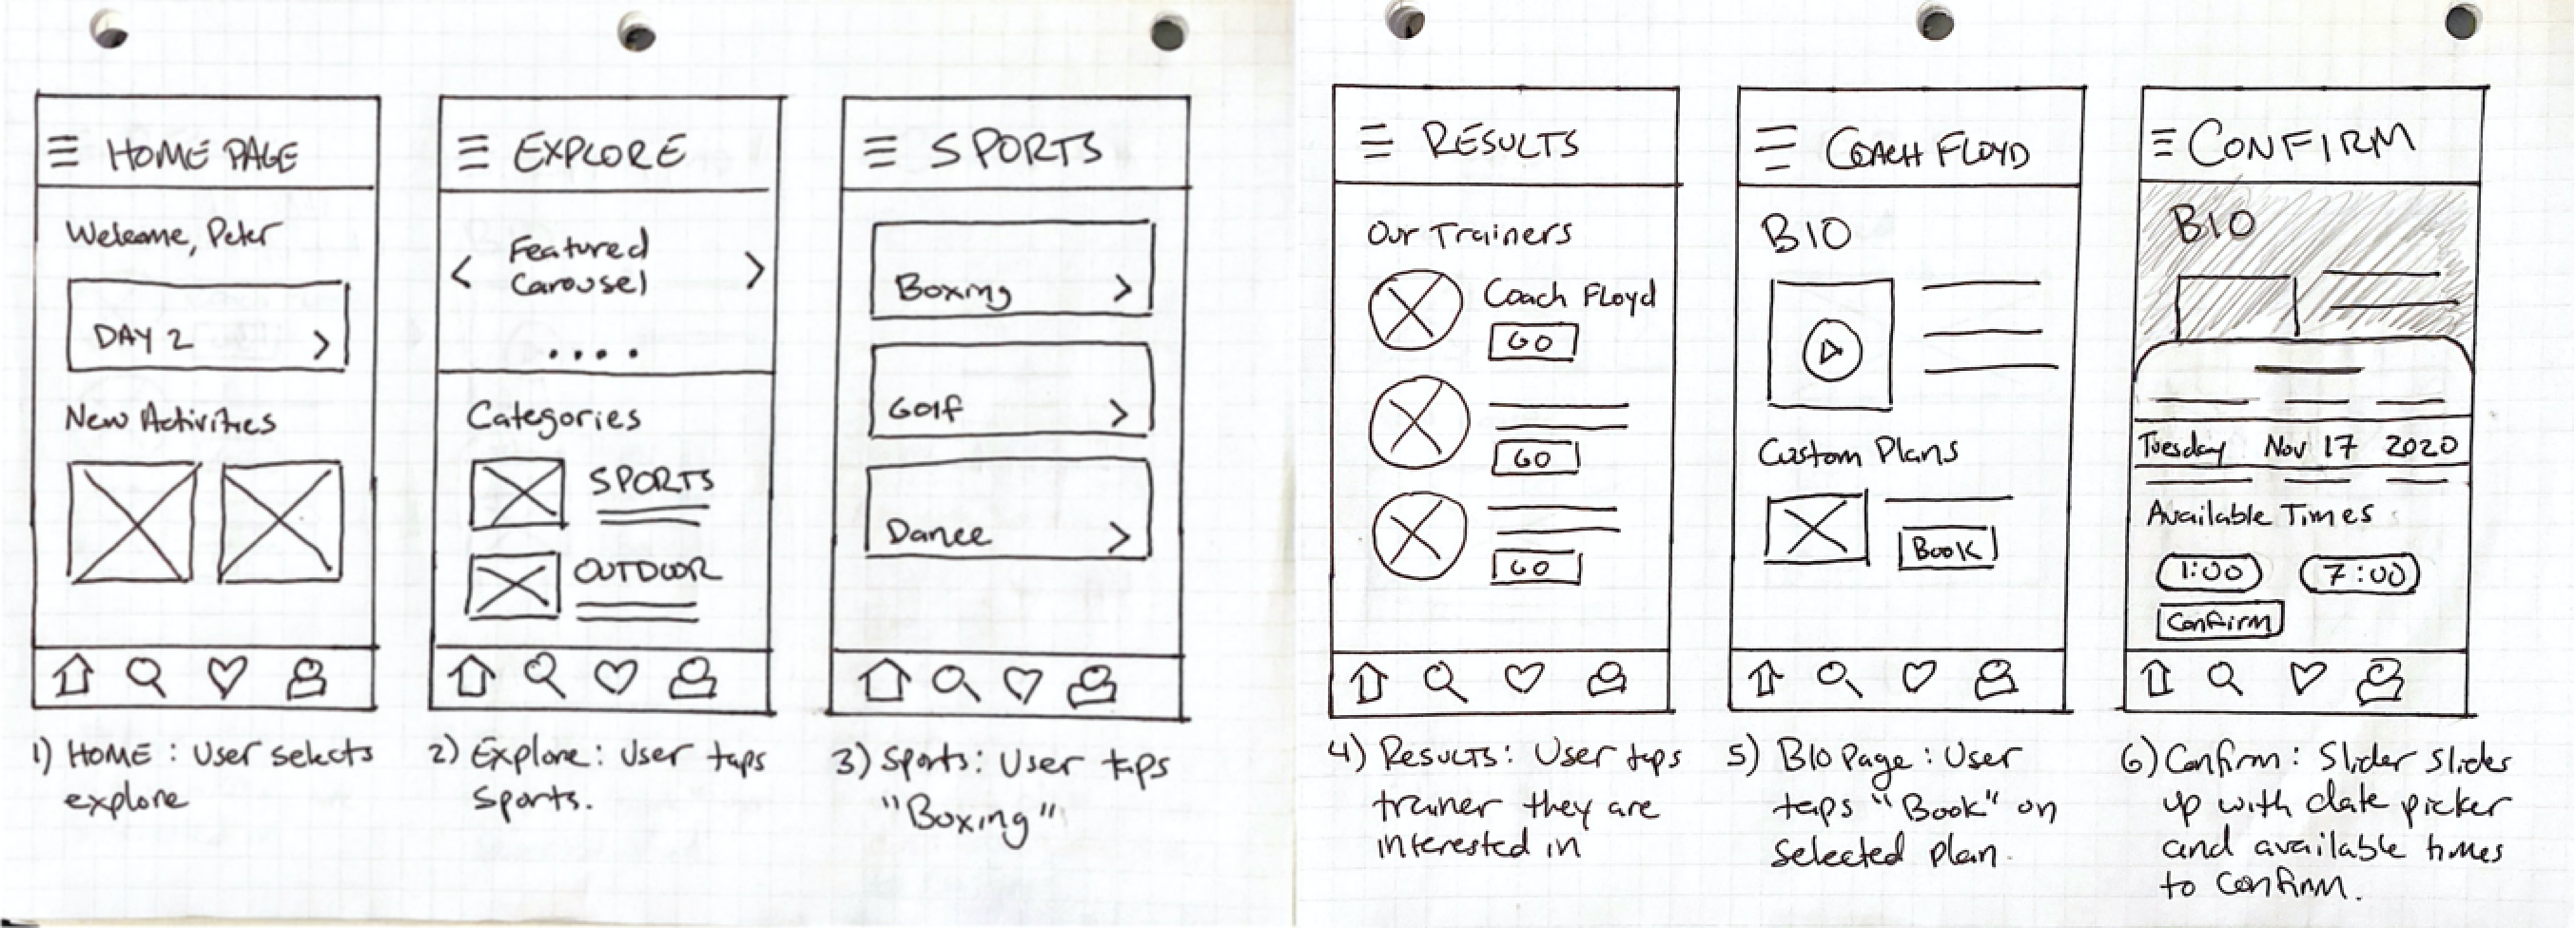 HOME PAGE
Welcome, Peter
DAY 2
New Activities
1) HOME : User selects
explore
EXPLORE
Featured
Carousel
Categories
SPORTS
OUTDOOR
2) Explore: User taps
Sports.
SPORTS
Boxing
Golf
Dance
3) Sports: User taps
"Boxing"
RESULTS
Our Trainers
Coach Floyd
GO
GO
GO
4) RESULTS: User taps
trainer they are
interested in
COACH FLOYD
BIO
Custom Plans
Book
5) BIO Page: User
taps "Book" on
selected plan.
CONFIRM
BIO
Tuesday Nov 17 2020
Available Times
1:00 7:00
Confirm
6) Confirm: Slider slides
up with date picker
and available times
to confirm.